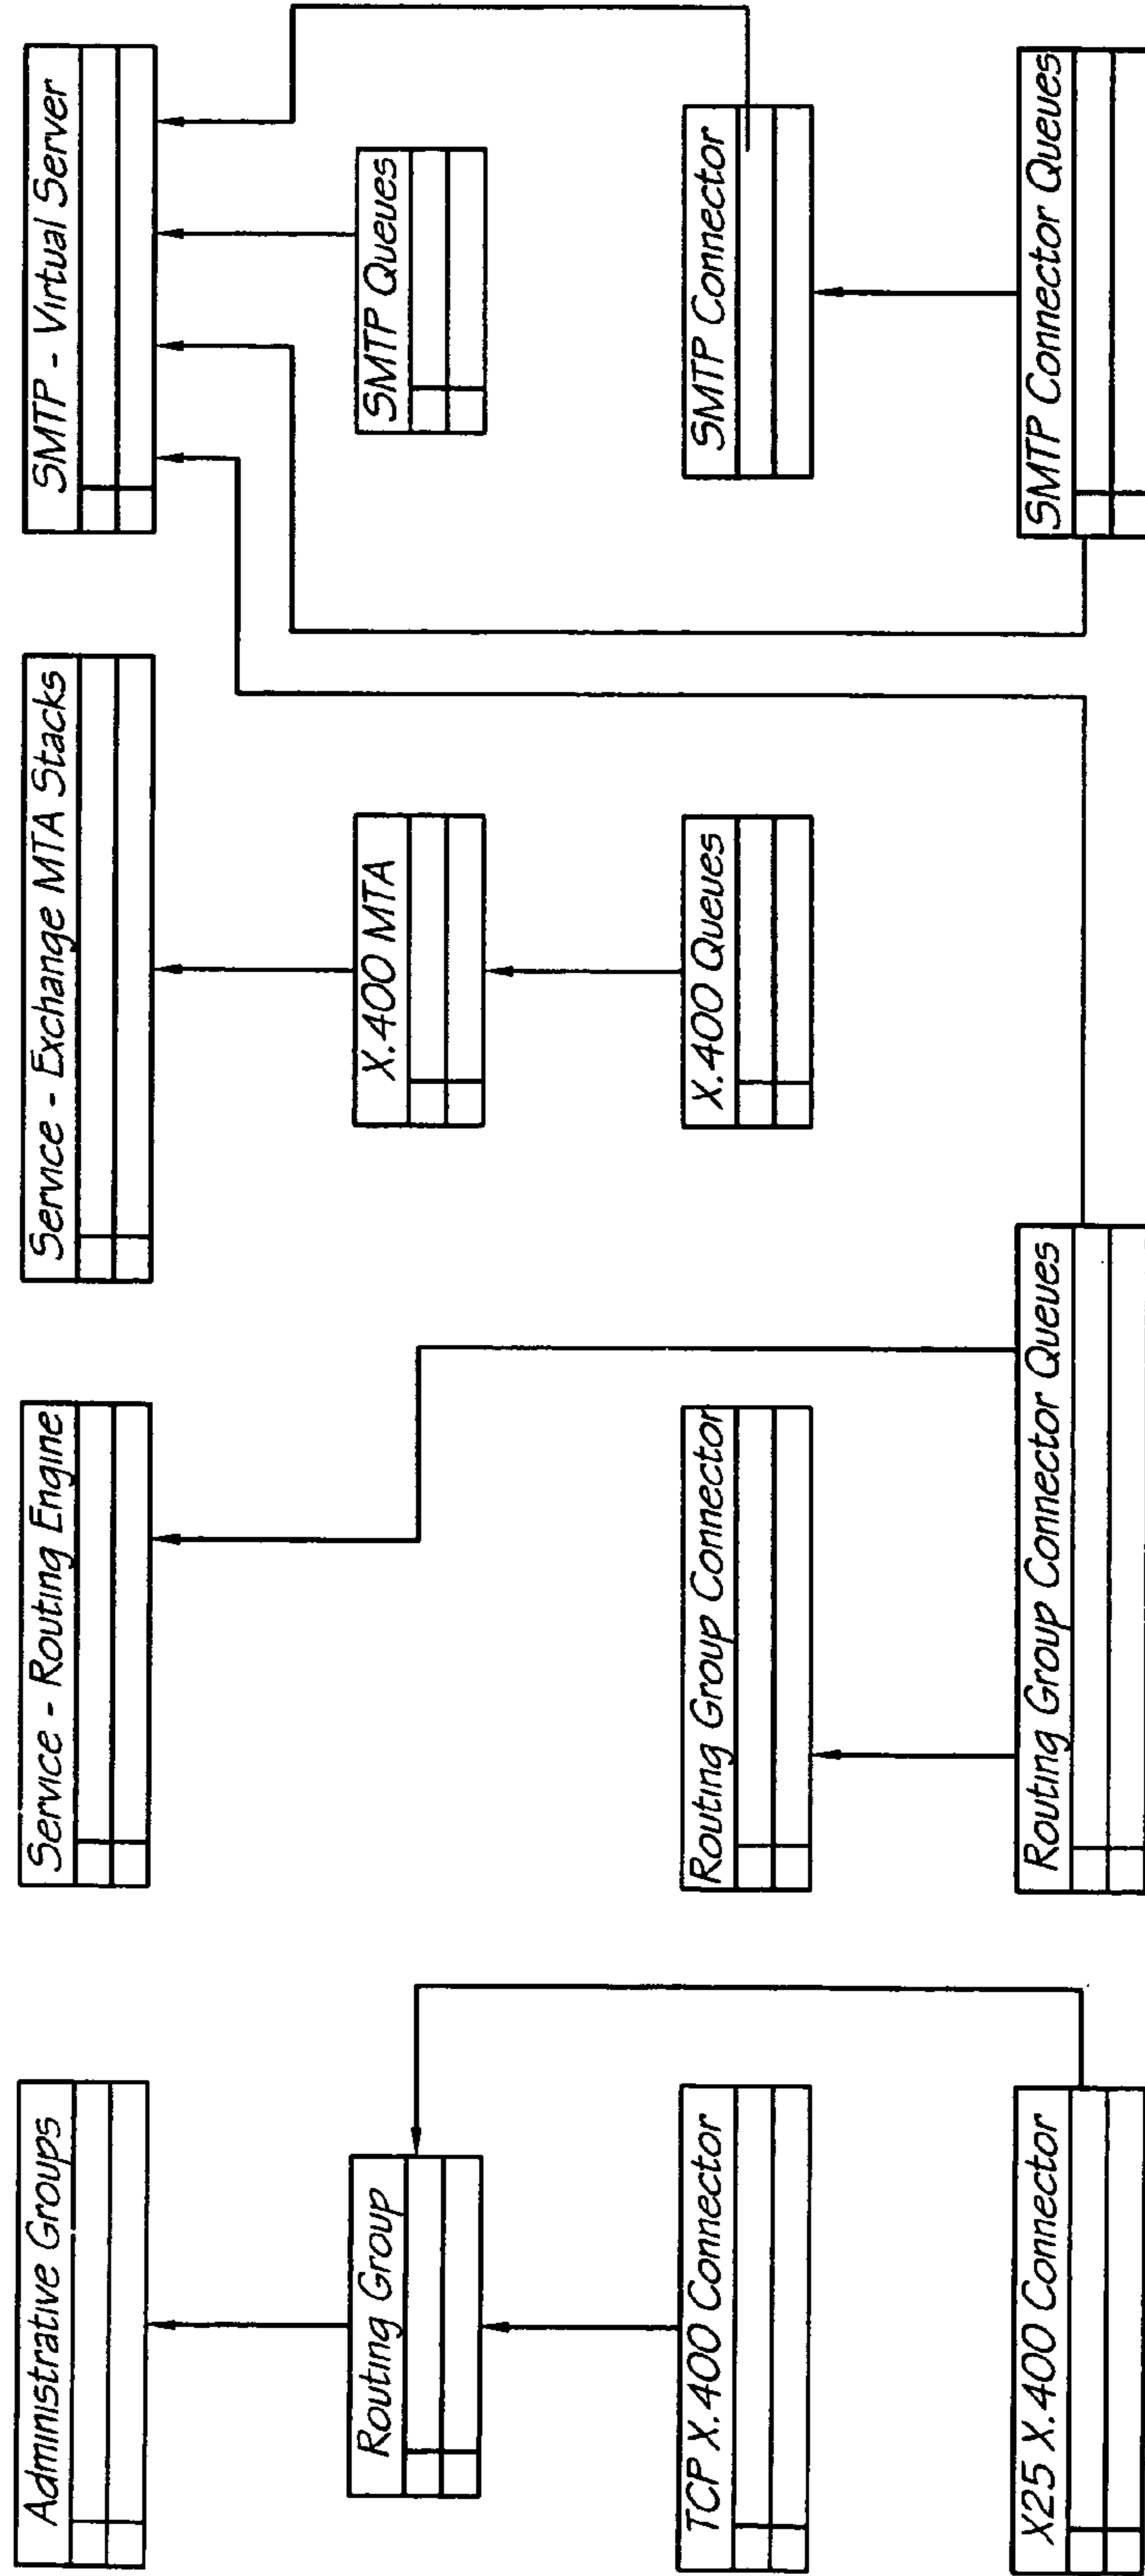 Administrative Groups
Service - Routing Engine
Service - Exchange MTA Stacks
SMTP - Virtual Server
Routing Group
X.400 MTA
SMTP Queues
TCP X.400 Connector
Routing Group Connector
X.400 Queues
SMTP Connector
X25 X.400 Connector
Routing Group Connector Queues
SMTP Connector Queues